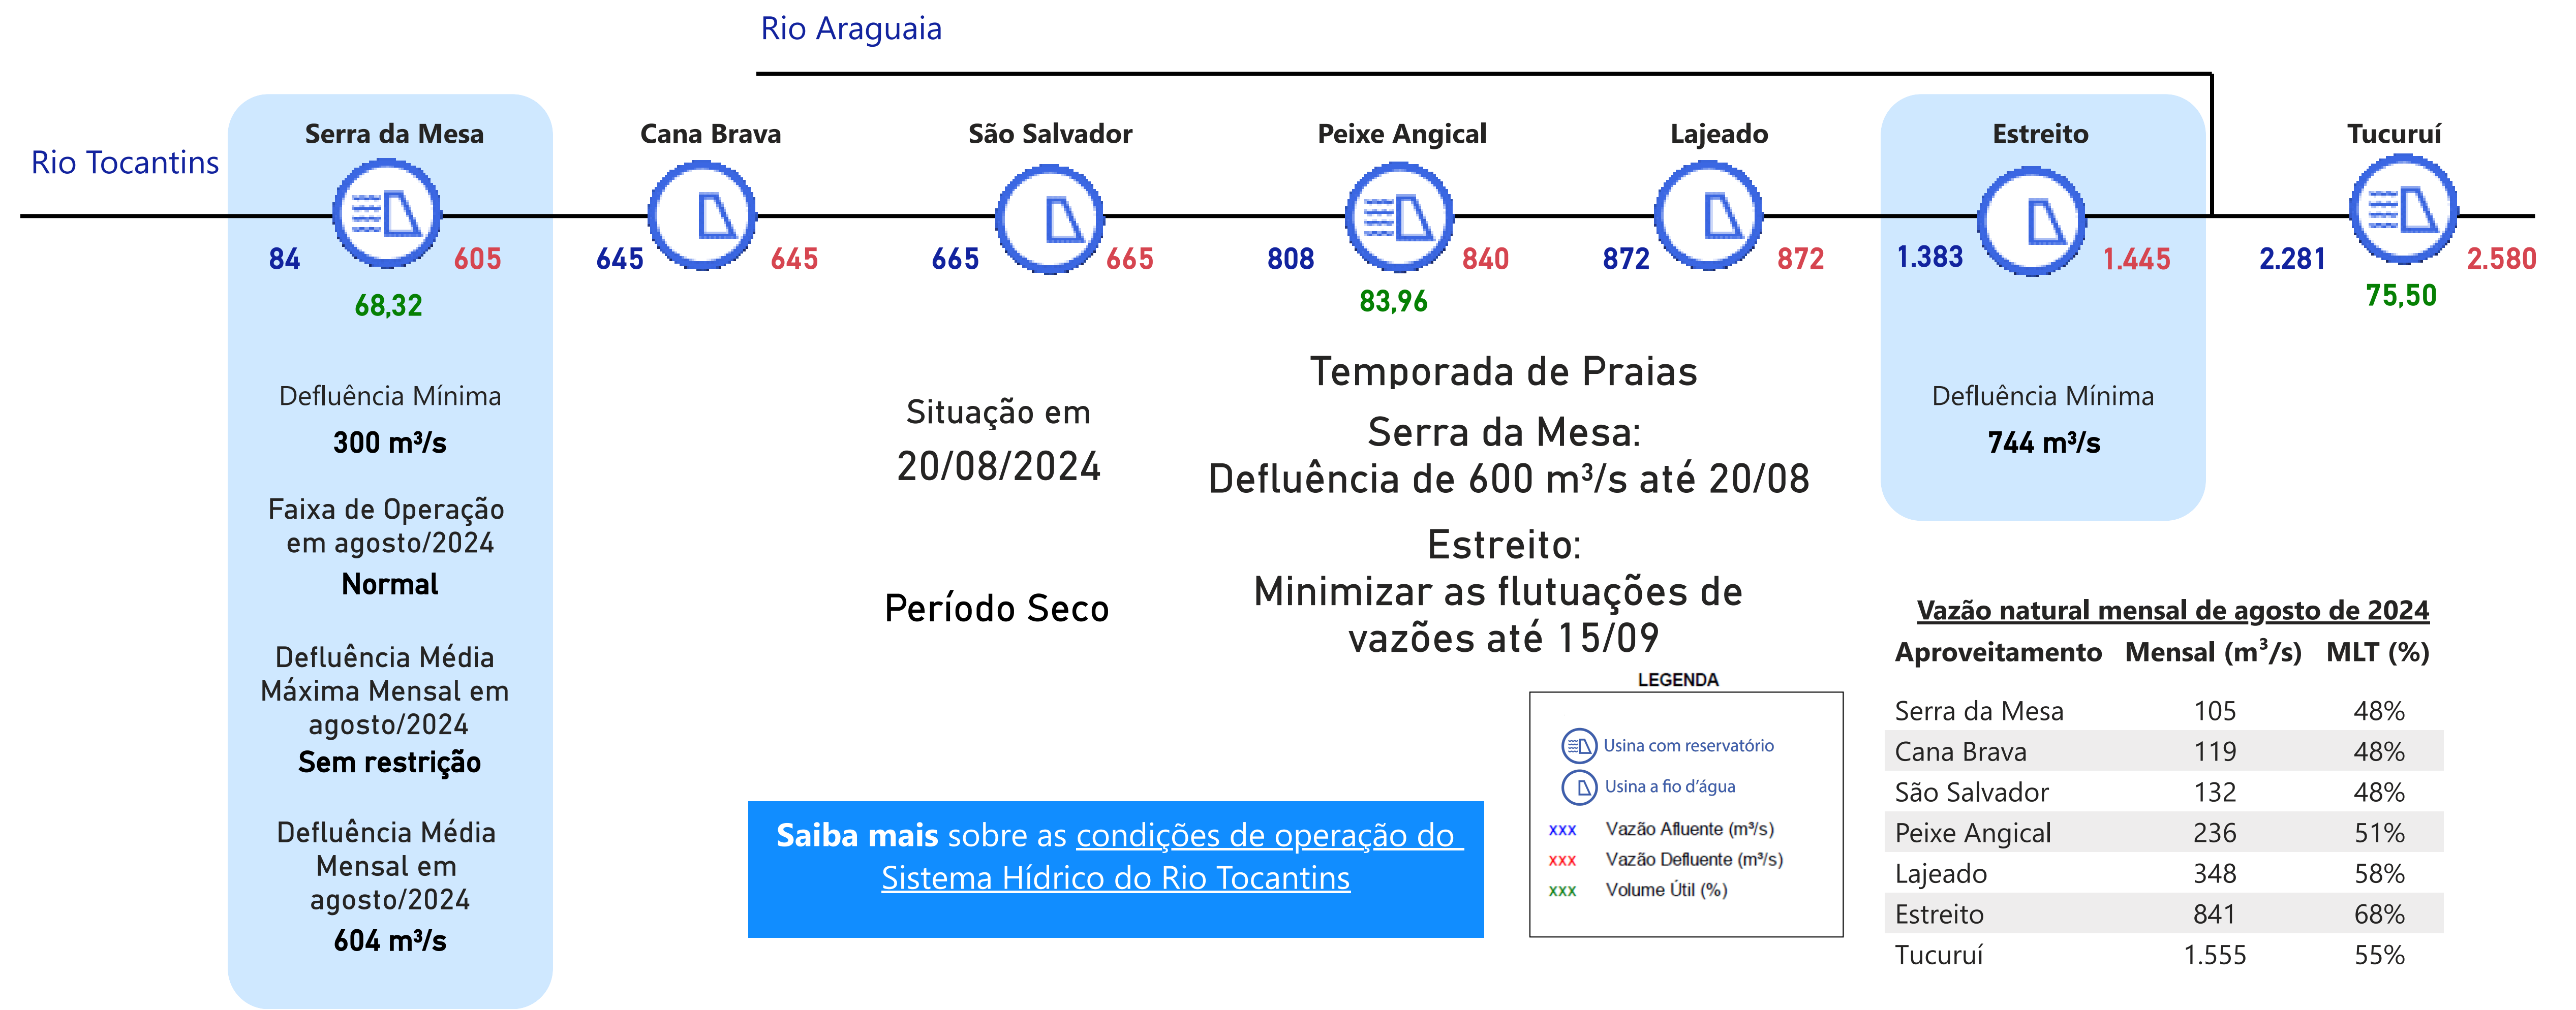 Rio Araguaia
Rio Tocantins
Serra da Mesa
Cana Brava
São Salvador
Peixe Angical
Lajeado
Estreito
Tucuruí
84
605
645
645
665
665
808
840
872
872
1.383
1.445
2.281
2.580
68,32
83,96
75,50
Defluência Mínima
300 m³/s
Faixa de Operação
em agosto/2024
Normal
Defluência Média
Máxima Mensal em
agosto/2024
Sem restrição
Defluência Média
Mensal em
agosto/2024
604 m³/s
Situação em
20/08/2024
Período Seco
Temporada de Praias
Serra da Mesa:
Defluência de 600 m³/s até 20/08
Estreito:
Minimizar as flutuações de
vazões até 15/09
Defluência Mínima
744 m³/s
Saiba mais sobre as condições de operação do
Sistema Hídrico do Rio Tocantins
LEGENDA
Usina com reservatório
Usina a fio d'água
xxx Vazão Afluente (m³/s)
xxx Vazão Defluente (m³/s)
xxx Volume Útil (%)
Vazão natural mensal de agosto de 2024
Aproveitamento Mensal (m³/s) MLT (%)
Serra da Mesa 105 48%
Cana Brava 119 48%
São Salvador 132 48%
Peixe Angical 236 51%
Lajeado 348 58%
Estreito 841 68%
Tucuruí 1.555 55%